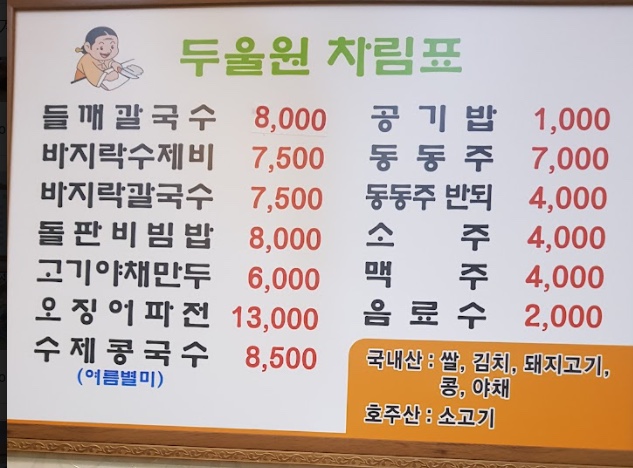 두울원 차림표
들깨칼국수 8,000
바지락수제비 7,500
바지락칼국수 7,500
돌판비빔밥 8,000
고기야채만두 6,000
오징어파전 13,000
수제콩국수 8,500
(여름별미)
공기밥 1,000
동동주 7,000
동동주 반되 4,000
소주 4,000
맥주 4,000
음료수 2,000
국내산 : 쌀, 김치, 돼지고기,
콩, 야채
호주산 : 소고기